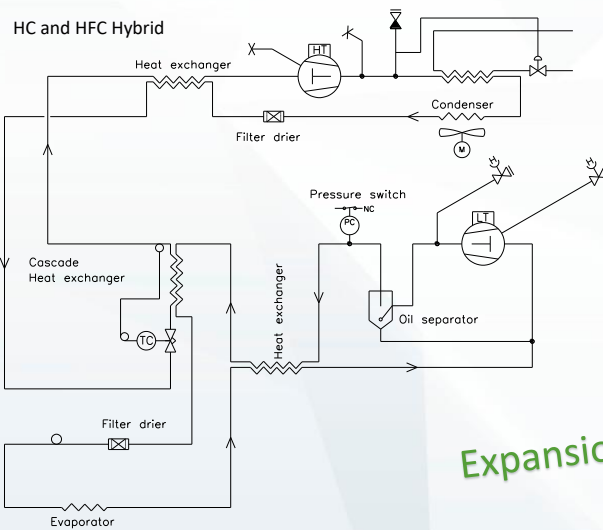 HC and HFC Hybrid
HT
Heat exchanger
Condenser
Filter drier
M
Pressure switch
NC
PC
LT
Cascade
Heat exchanger
Heat exchanger
Oil separator
TC
Filter drier
Evaporator